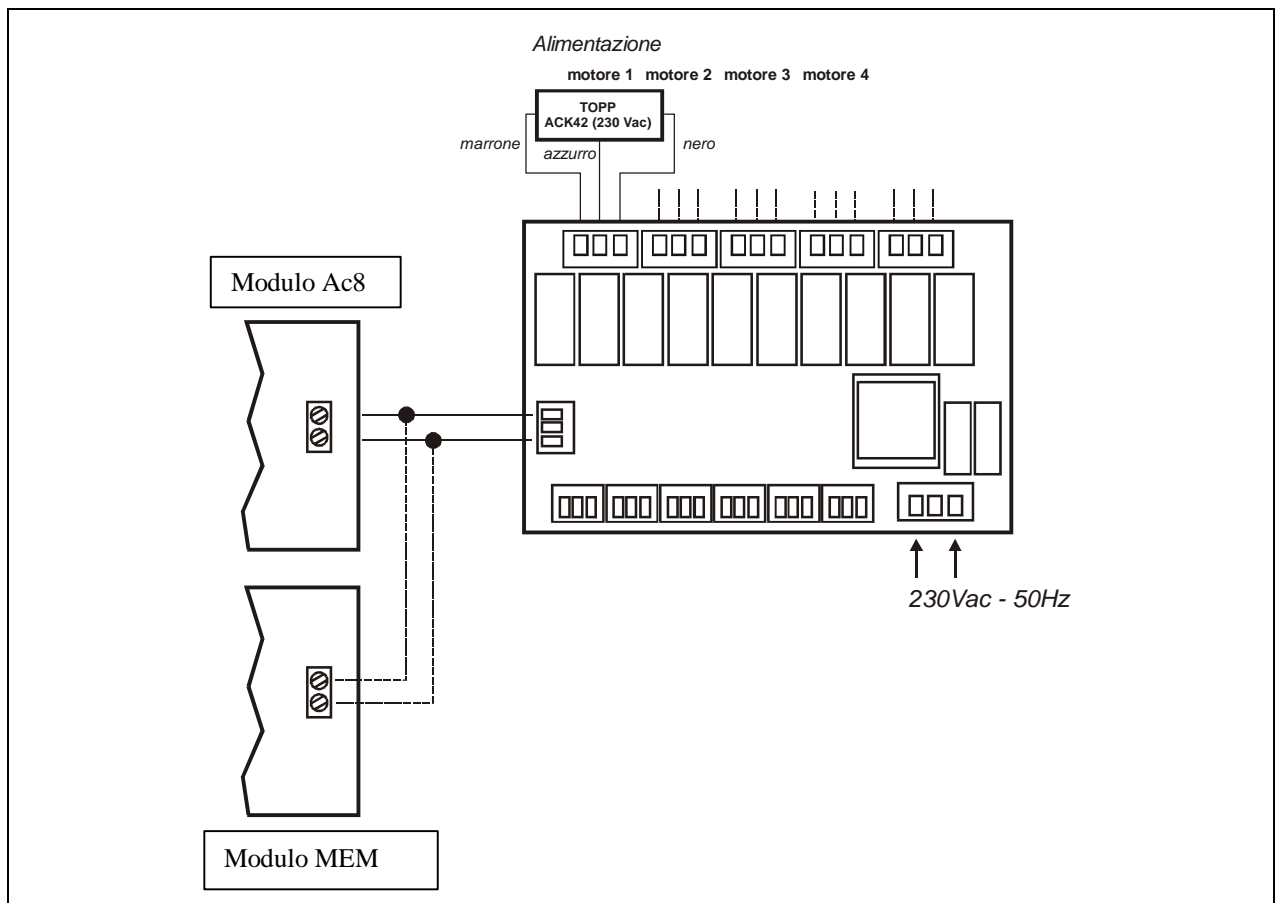 Alimentazione
motore 1 motore 2 motore 3 motore 4
TOPP
ACK42 (230 Vac)
marrone
azzurro
nero
Modulo Ac8
230Vac - 50Hz
Modulo MEM